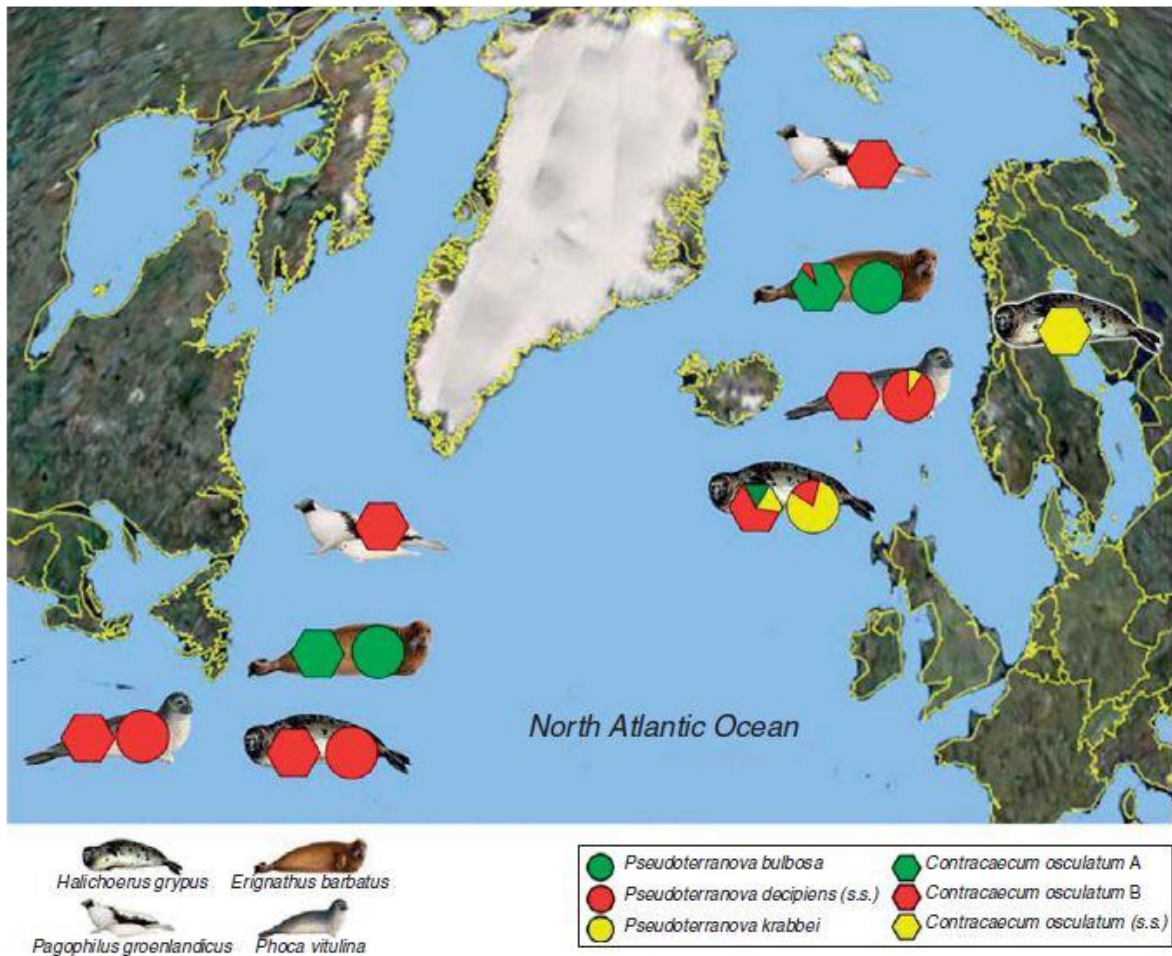 North Atlantic Ocean
Halichoerus grypus
Erignathus barbatus
Pagophilus groenlandicus
Phoca vitulina
Pseudoterranova bulbosa
Pseudoterranova decipiens (s.s.)
Pseudoterranova krabbei
Contracaecum osculatum A
Contracaecum osculatum B
Contracaecum osculatum (s.s.)